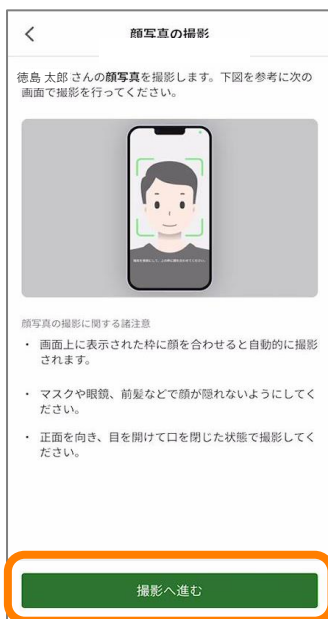 顔写真の撮影
徳島 太郎 さんの顔写真を撮影します。下図を参考に次の
画面で撮影を行ってください。
顔写真の撮影に関する諸注意
・ 画面上に表示された枠に顔を合わせると自動的に撮影
されます。
・ マスクや眼鏡、前髪などで顔が隠れないようにしてく
ださい。
・ 正面を向き、目を開けて口を閉じた状態で撮影してく
ださい。
撮影へ進む